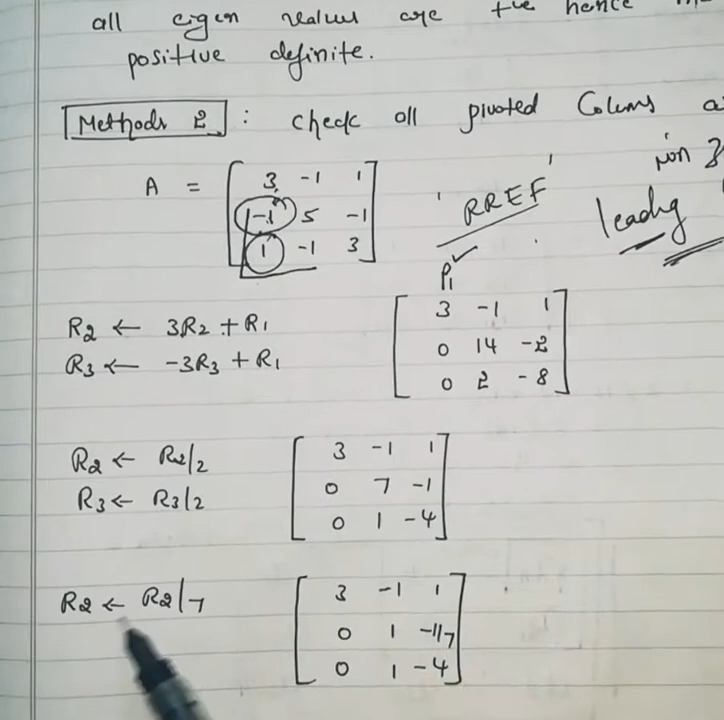 all eigen values are +ve hence
positive definite.
Methods 2 : check all pivoted Colums
A = [ 3 -1 1
-1 5 -1
1 -1 3 ]
'RREF'
non
leadig
P1 ✓
R2 ← 3R2 + R1
R3 ← -3R3 + R1
[ 3 -1 1
0 14 -2
0 2 -8 ]
R2 ← R2/2
R3 ← R3/2
[ 3 -1 1
0 7 -1
0 1 -4 ]
R2 ← R2/7
[ 3 -1 1
0 1 -1/7
0 1 -4 ]